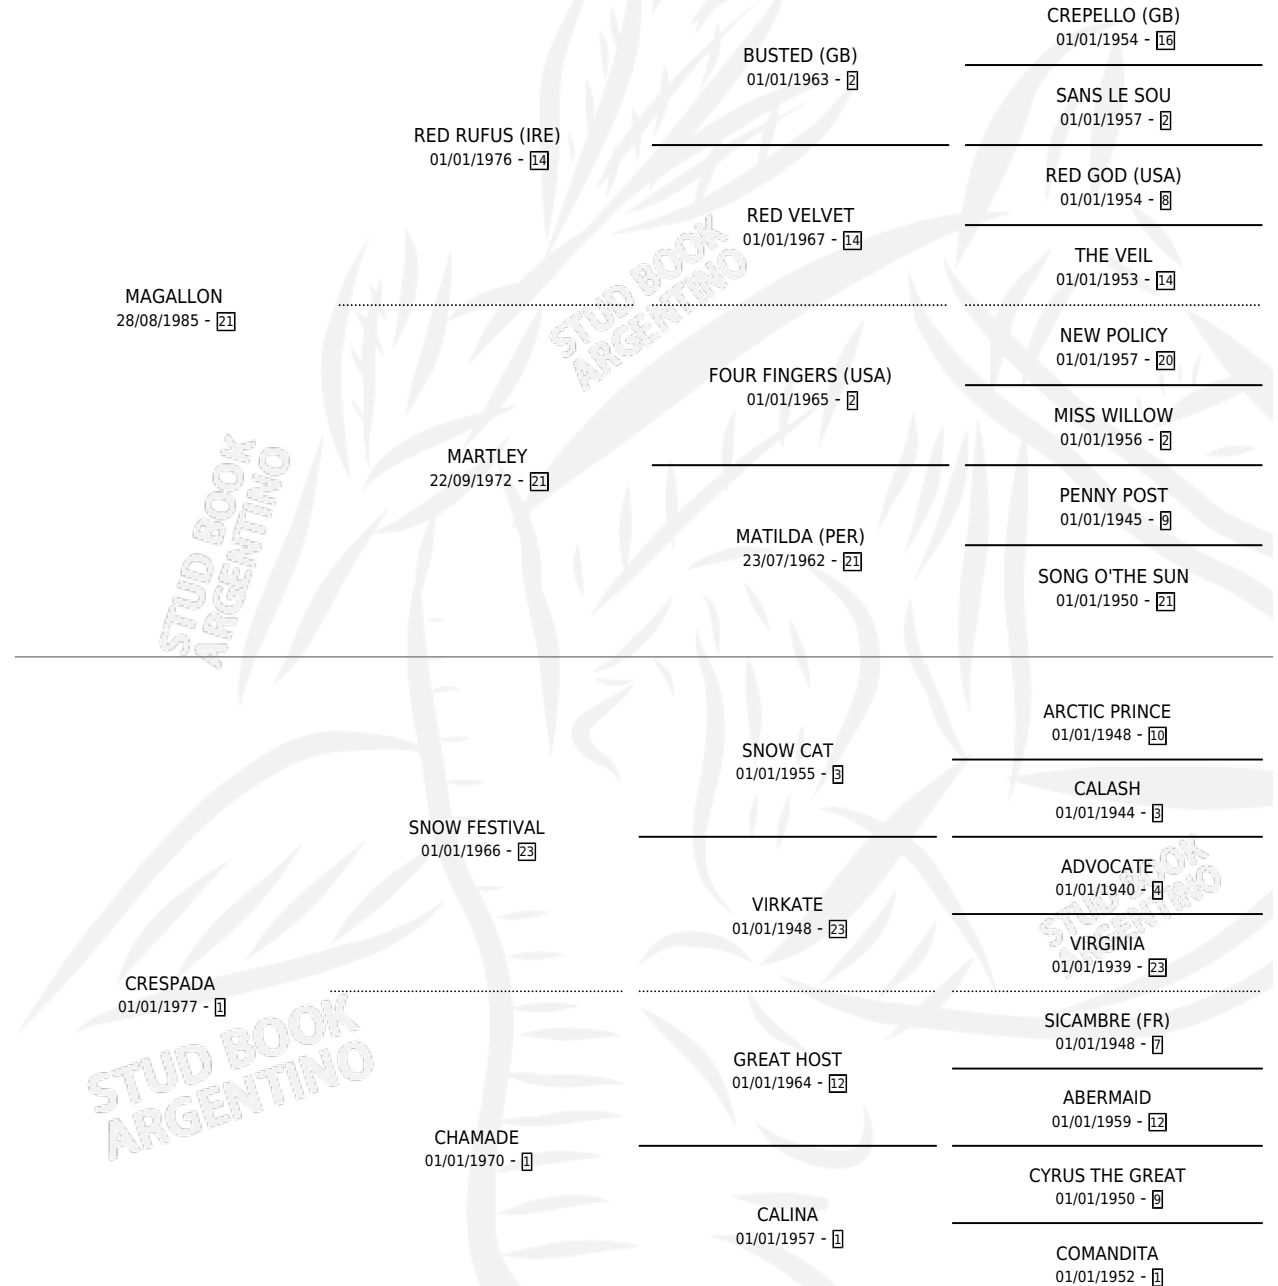 CREPELLO (GB)
01/01/1954 - 16
BUSTED (GB)
01/01/1963 - 2
SANS LE SOU
01/01/1957 - 2
RED RUFUS (IRE)
01/01/1976 - 14
RED GOD (USA)
01/01/1954 - 8
RED VELVET
01/01/1967 - 14
THE VEIL
01/01/1953 - 14
MAGALLON
28/08/1985 - 21
NEW POLICY
01/01/1957 - 20
FOUR FINGERS (USA)
01/01/1965 - 2
MISS WILLOW
01/01/1956 - 2
MARTLEY
22/09/1972 - 21
PENNY POST
01/01/1945 - 9
MATILDA (PER)
23/07/1962 - 21
SONG O'THE SUN
01/01/1950 - 21
STUD BOOK
ARGENTINO
STUD BOOK
ARGENTINO
ARCTIC PRINCE
01/01/1948 - 10
SNOW CAT
01/01/1955 - 3
CALASH
01/01/1944 - 3
SNOW FESTIVAL
01/01/1966 - 23
ADVOCATE
01/01/1940 - 4
VIRKATE
01/01/1948 - 23
VIRGINIA
01/01/1939 - 23
CRESPADA
01/01/1977 - 1
SICAMBRE (FR)
01/01/1948 - 7
GREAT HOST
01/01/1964 - 12
ABERMAID
01/01/1959 - 12
CHAMADE
01/01/1970 - 1
CYRUS THE GREAT
01/01/1950 - 9
CALINA
01/01/1957 - 1
COMANDITA
01/01/1952 - 1
STUD BOOK
ARGENTINO
STUD BOOK
ARGENTINO